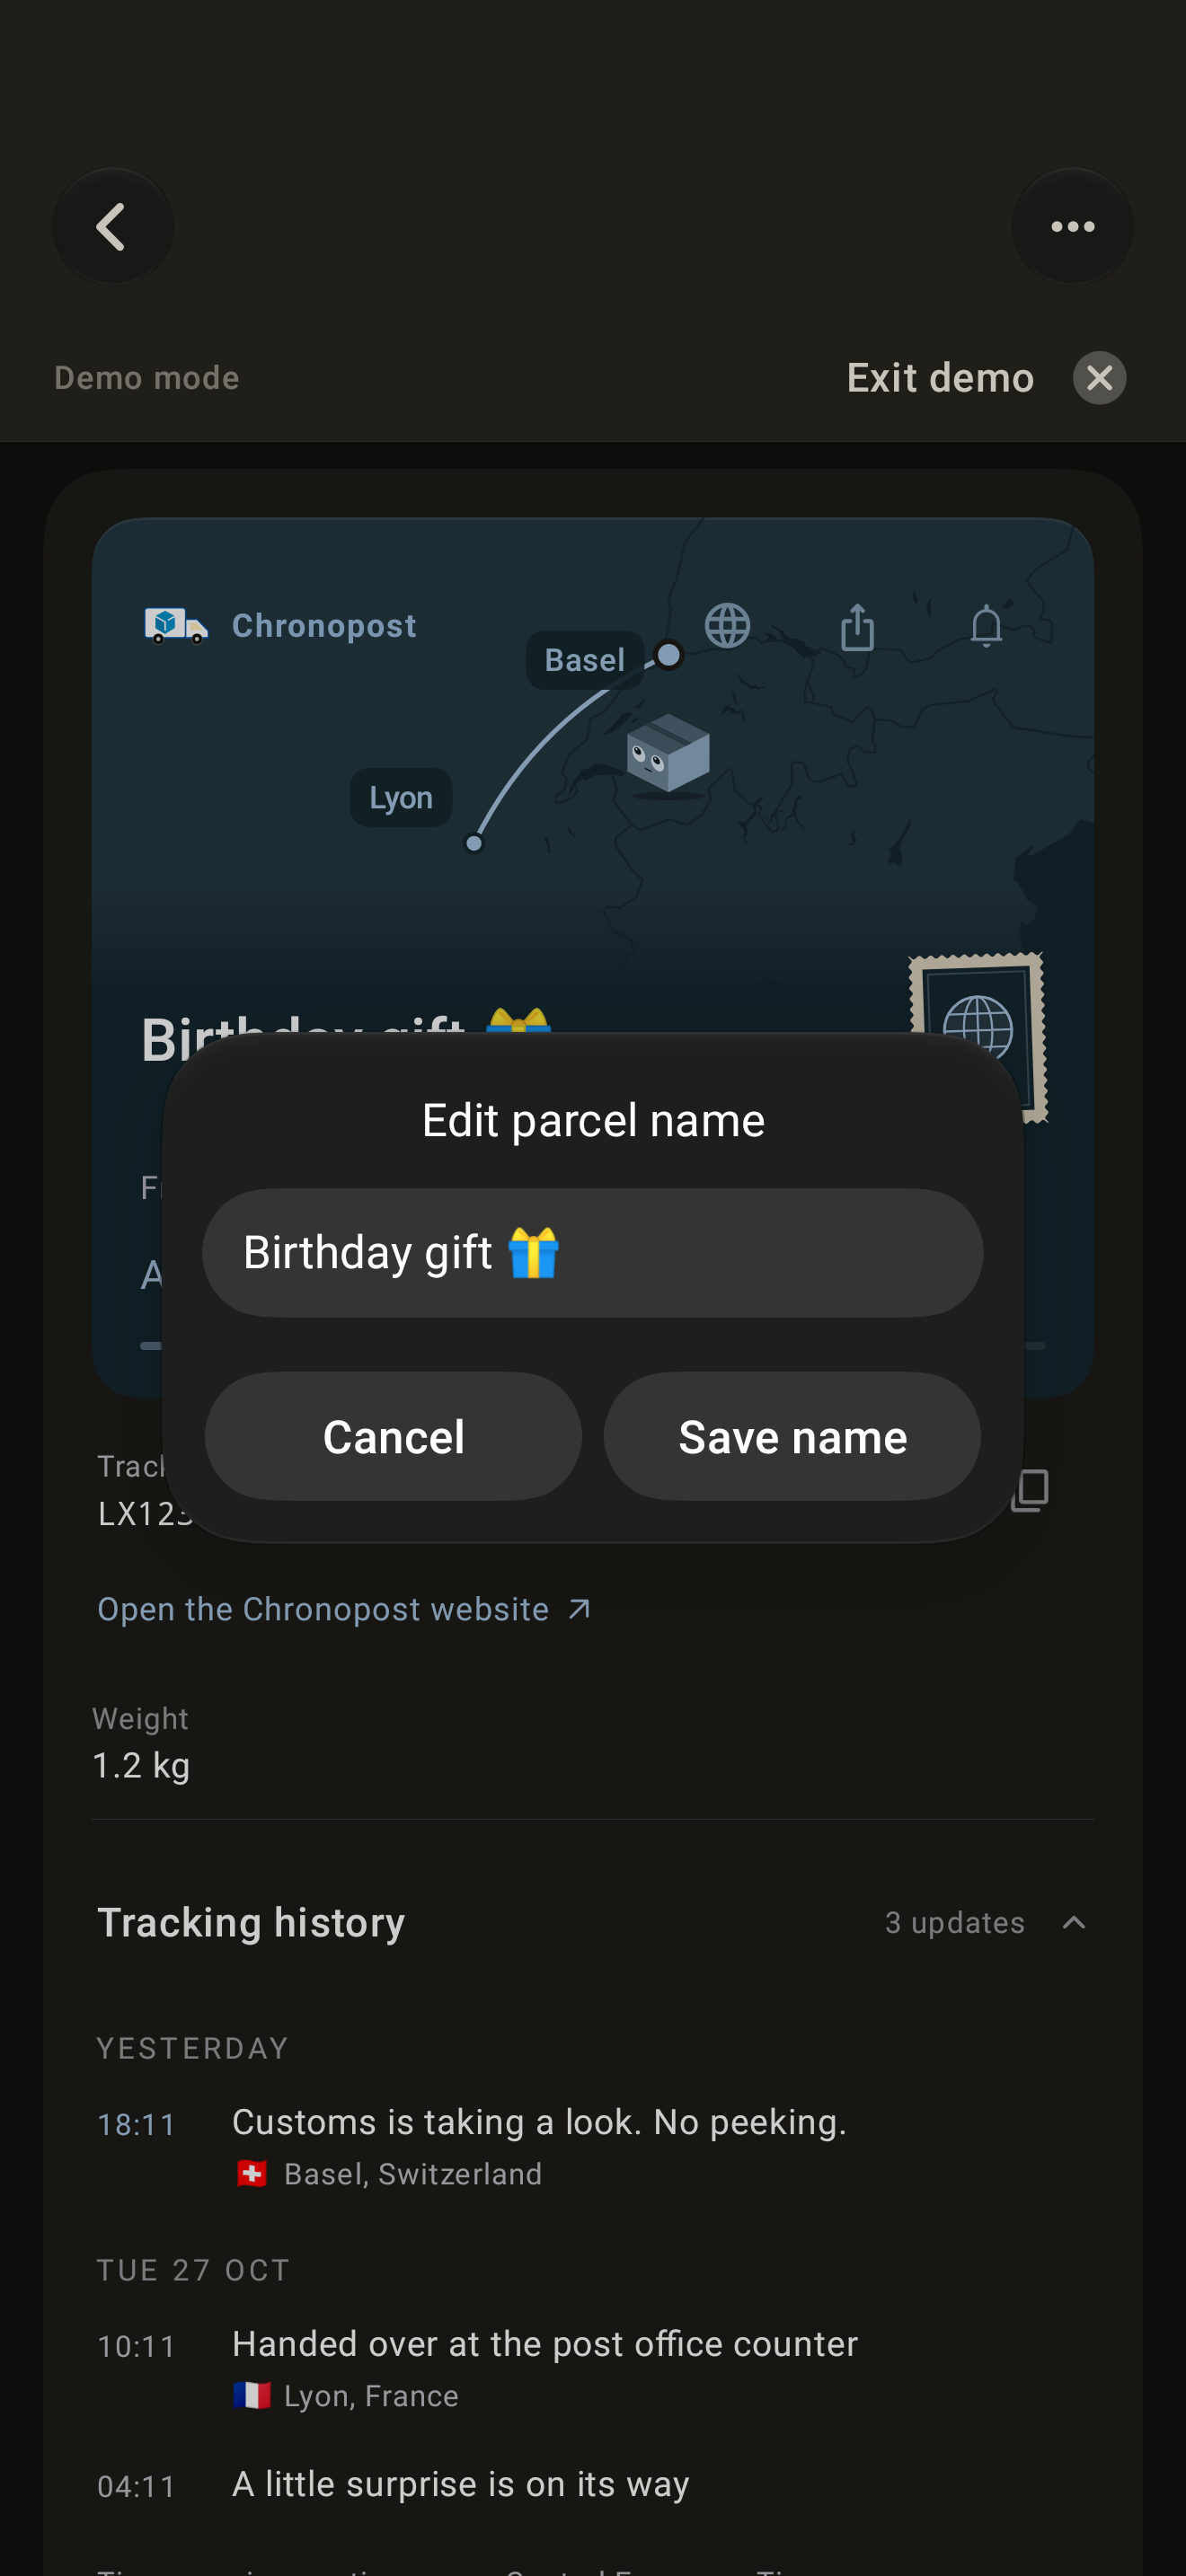 Demo mode
Exit demo
Chronopost
Basel
Lyon
Birthday gift 🎁
Edit parcel name
Birthday gift 🎁
Cancel
Save name
LX123
Open the Chronopost website
Weight
1.2 kg
Tracking history
3 updates
YESTERDAY
18:11
Customs is taking a look. No peeking.
🇨🇭 Basel, Switzerland
TUE 27 OCT
10:11
Handed over at the post office counter
🇫🇷 Lyon, France
04:11
A little surprise is on its way